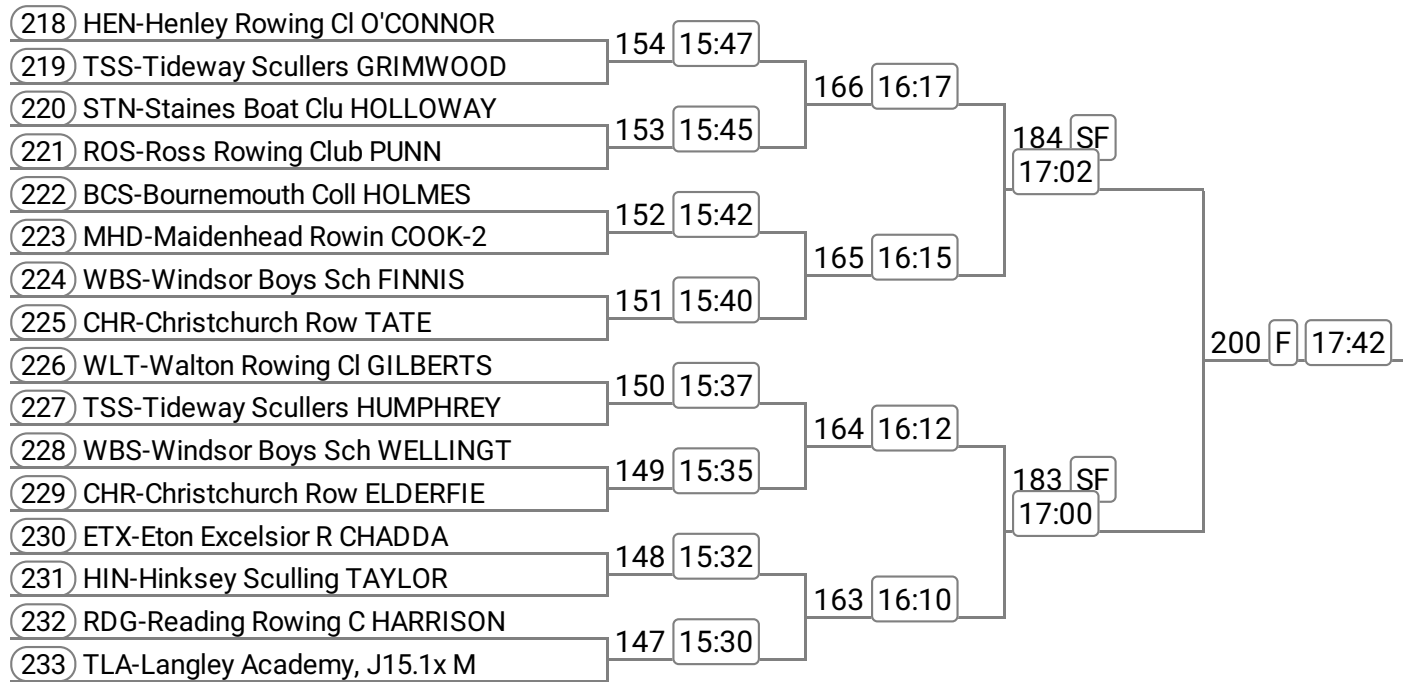 218 HEN-Henley Rowing Cl O'CONNOR
219 TSS-Tideway Scullers GRIMWOOD
220 STN-Staines Boat Clu HOLLOWAY
221 ROS-Ross Rowing Club PUNN
222 BCS-Bournemouth Coll HOLMES
223 MHD-Maidenhead Rowin COOK-2
224 WBS-Windsor Boys Sch FINNIS
225 CHR-Christchurch Row TATE
226 WLT-Walton Rowing Cl GILBERTS
227 TSS-Tideway Scullers HUMPHREY
228 WBS-Windsor Boys Sch WELLINGT
229 CHR-Christchurch Row ELDERFIE
230 ETX-Eton Excelsior R CHADDA
231 HIN-Hinksey Sculling TAYLOR
232 RDG-Reading Rowing C HARRISON
233 TLA-Langley Academy, J15.1x M
154 15:47
153 15:45
152 15:42
151 15:40
150 15:37
149 15:35
148 15:32
147 15:30
166 16:17
165 16:15
164 16:12
163 16:10
184 SF
17:02
183 SF
17:00
200 F 17:42